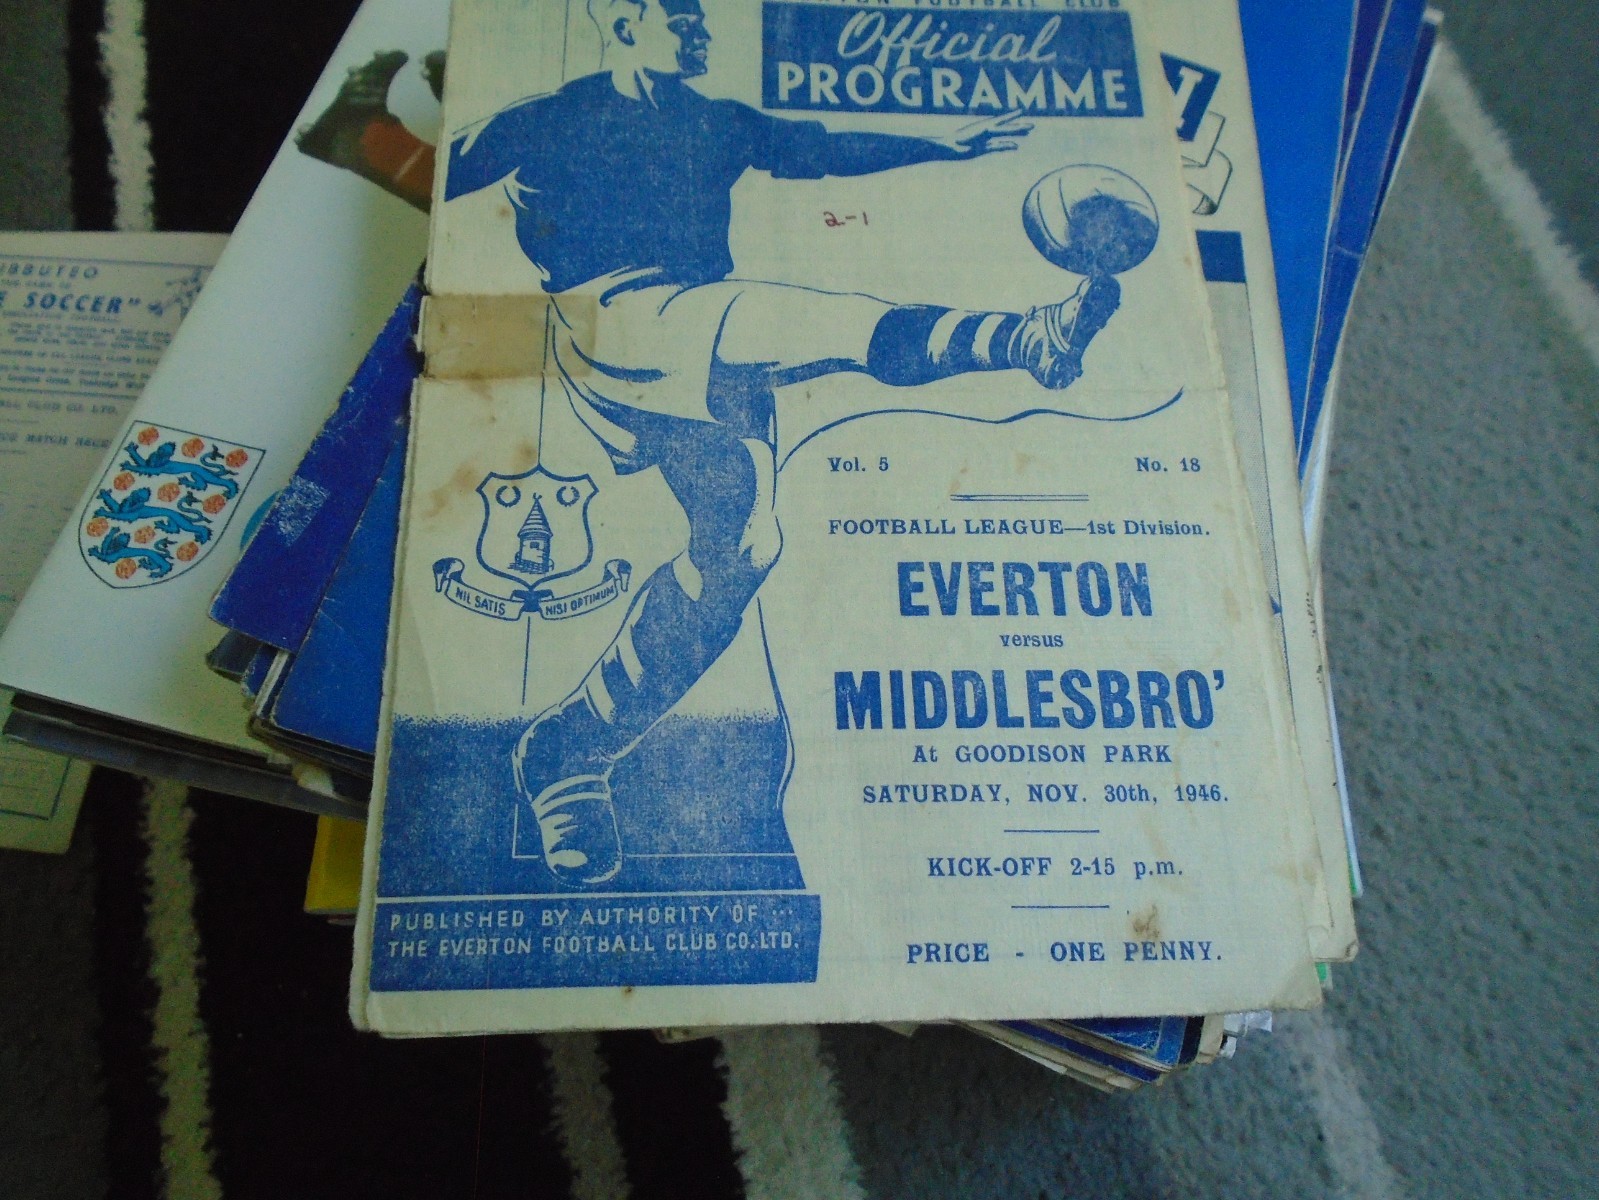 FOOTBALL CLUB
Official
PROGRAMME
2-1
Vol. 5
No. 18
FOOTBALL LEAGUE—1st Division.
EVERTON
versus
MIDDLESBRO'
At GOODISON PARK
SATURDAY, NOV. 30th, 1946.
KICK-OFF 2-15 p.m.
PRICE - ONE PENNY.
NIL SATIS NISI OPTIMUM
PUBLISHED BY AUTHORITY OF ...
THE EVERTON FOOTBALL CLUB CO. LTD.
SOCCER"